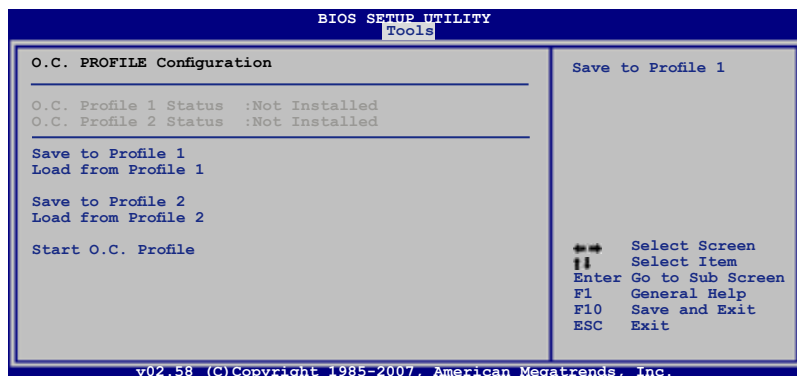 BIOS SETUP UTILITY
Tools
O.C. PROFILE Configuration
O.C. Profile 1 Status :Not Installed
O.C. Profile 2 Status :Not Installed
Save to Profile 1
Load from Profile 1
Save to Profile 2
Load from Profile 2
Start O.C. Profile
Save to Profile 1
←→ Select Screen
↑↓ Select Item
Enter Go to Sub Screen
F1 General Help
F10 Save and Exit
ESC Exit
v02.58 (C)Copyright 1985-2007, American Megatrends, Inc.